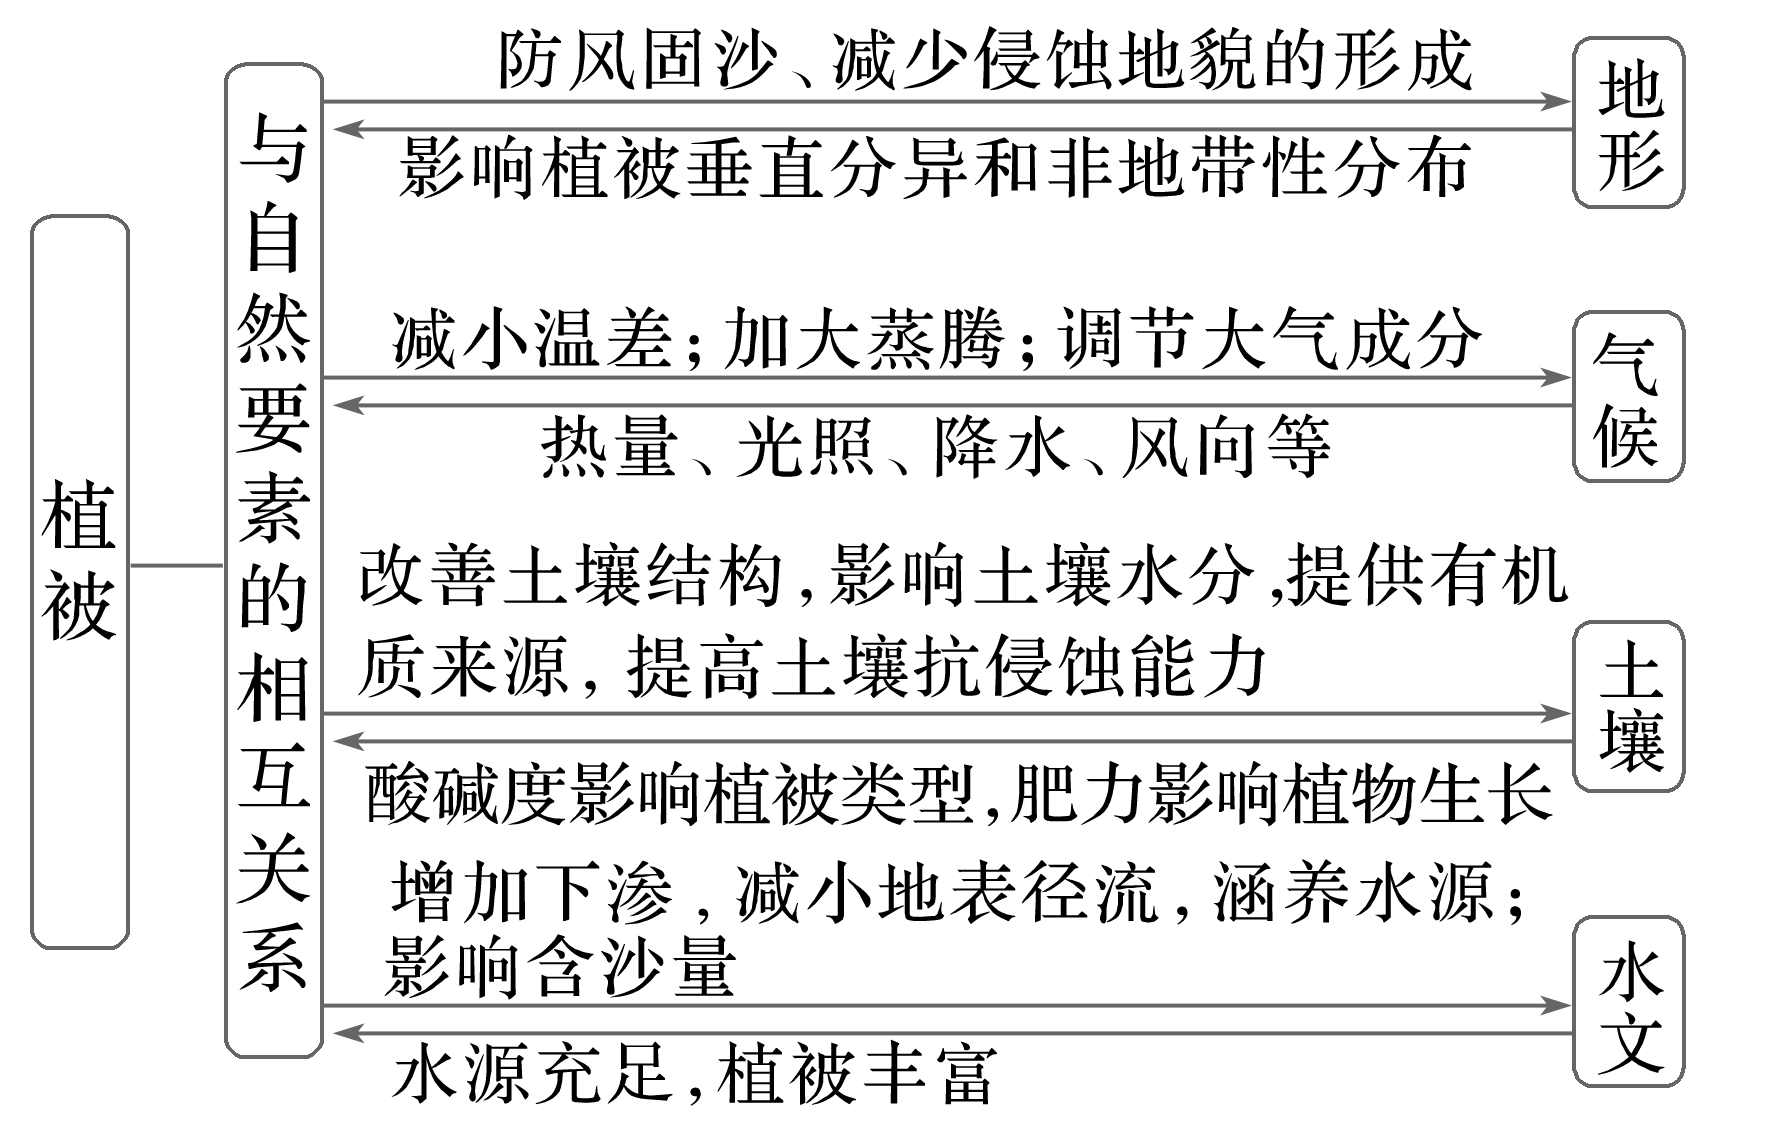 植被
与自然要素的相互关系
防风固沙、减少侵蚀地貌的形成
影响植被垂直分异和非地带性分布
地形
减小温差;加大蒸腾;调节大气成分
热量、光照、降水、风向等
气候
改善土壤结构,影响土壤水分,提供有机
质来源,提高土壤抗侵蚀能力
酸碱度影响植被类型,肥力影响植物生长
土壤
增加下渗,减小地表径流,涵养水源;
影响含沙量
水源充足,植被丰富
水文